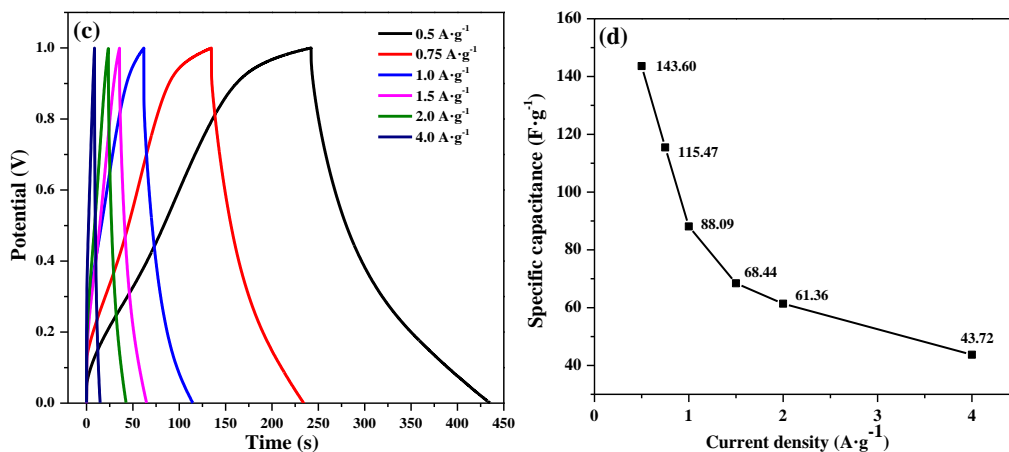 (c)
0.5 A·g⁻¹
0.75 A·g⁻¹
1.0 A·g⁻¹
1.5 A·g⁻¹
2.0 A·g⁻¹
4.0 A·g⁻¹
1.0
0.8
0.6
0.4
0.2
0.0
Potential (V)
0 50 100 150 200 250 300 350 400 450
Time (s)
(d)
160
140
120
100
80
60
40
Specific capacitance (F·g⁻¹)
143.60
115.47
88.09
68.44
61.36
43.72
0 1 2 3 4
Current density (A·g⁻¹)